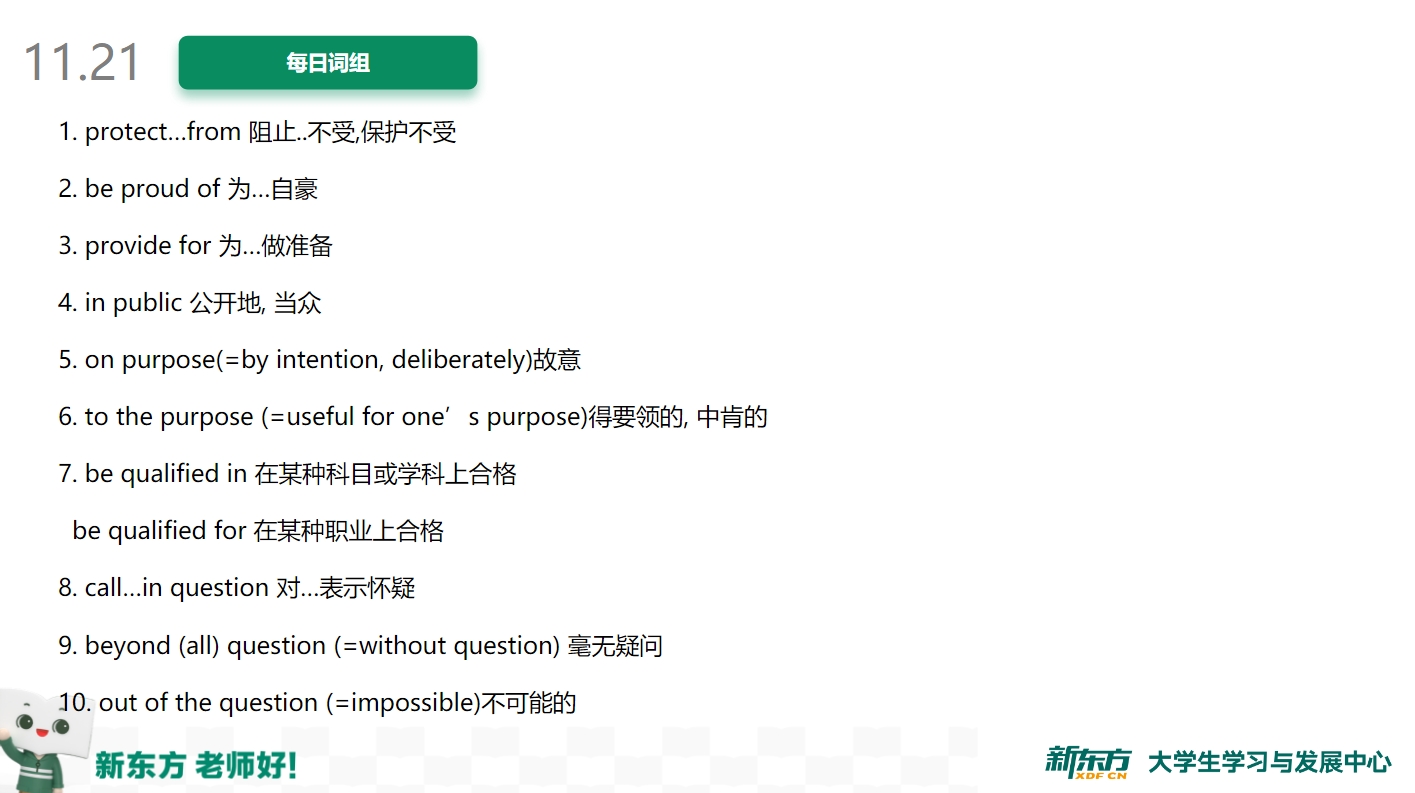 11.21
每日词组
1. protect…from 阻止..不受,保护不受
2. be proud of 为…自豪
3. provide for 为…做准备
4. in public 公开地, 当众
5. on purpose(=by intention, deliberately)故意
6. to the purpose (=useful for one’s purpose)得要领的, 中肯的
7. be qualified in 在某种科目或学科上合格
be qualified for 在某种职业上合格
8. call…in question 对…表示怀疑
9. beyond (all) question (=without question) 毫无疑问
10. out of the question (=impossible)不可能的
新东方 老师好!
新东方 XDF.CN 大学生学习与发展中心